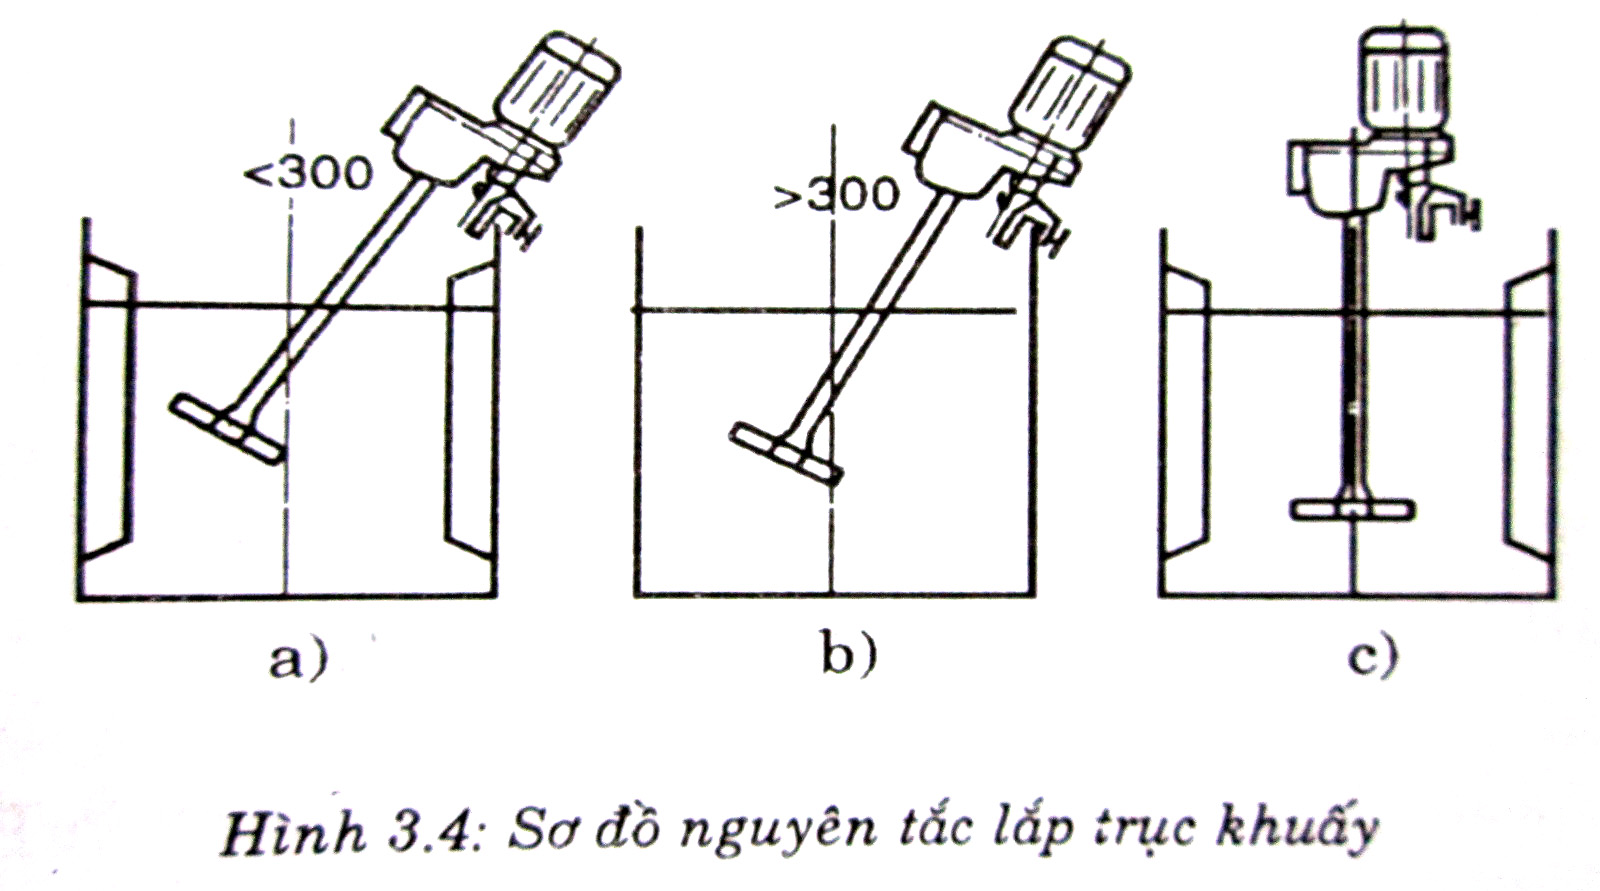 <300
>300
a)
b)
c)
Hình 3.4: Sơ đồ nguyên tắc lắp trục khuấy